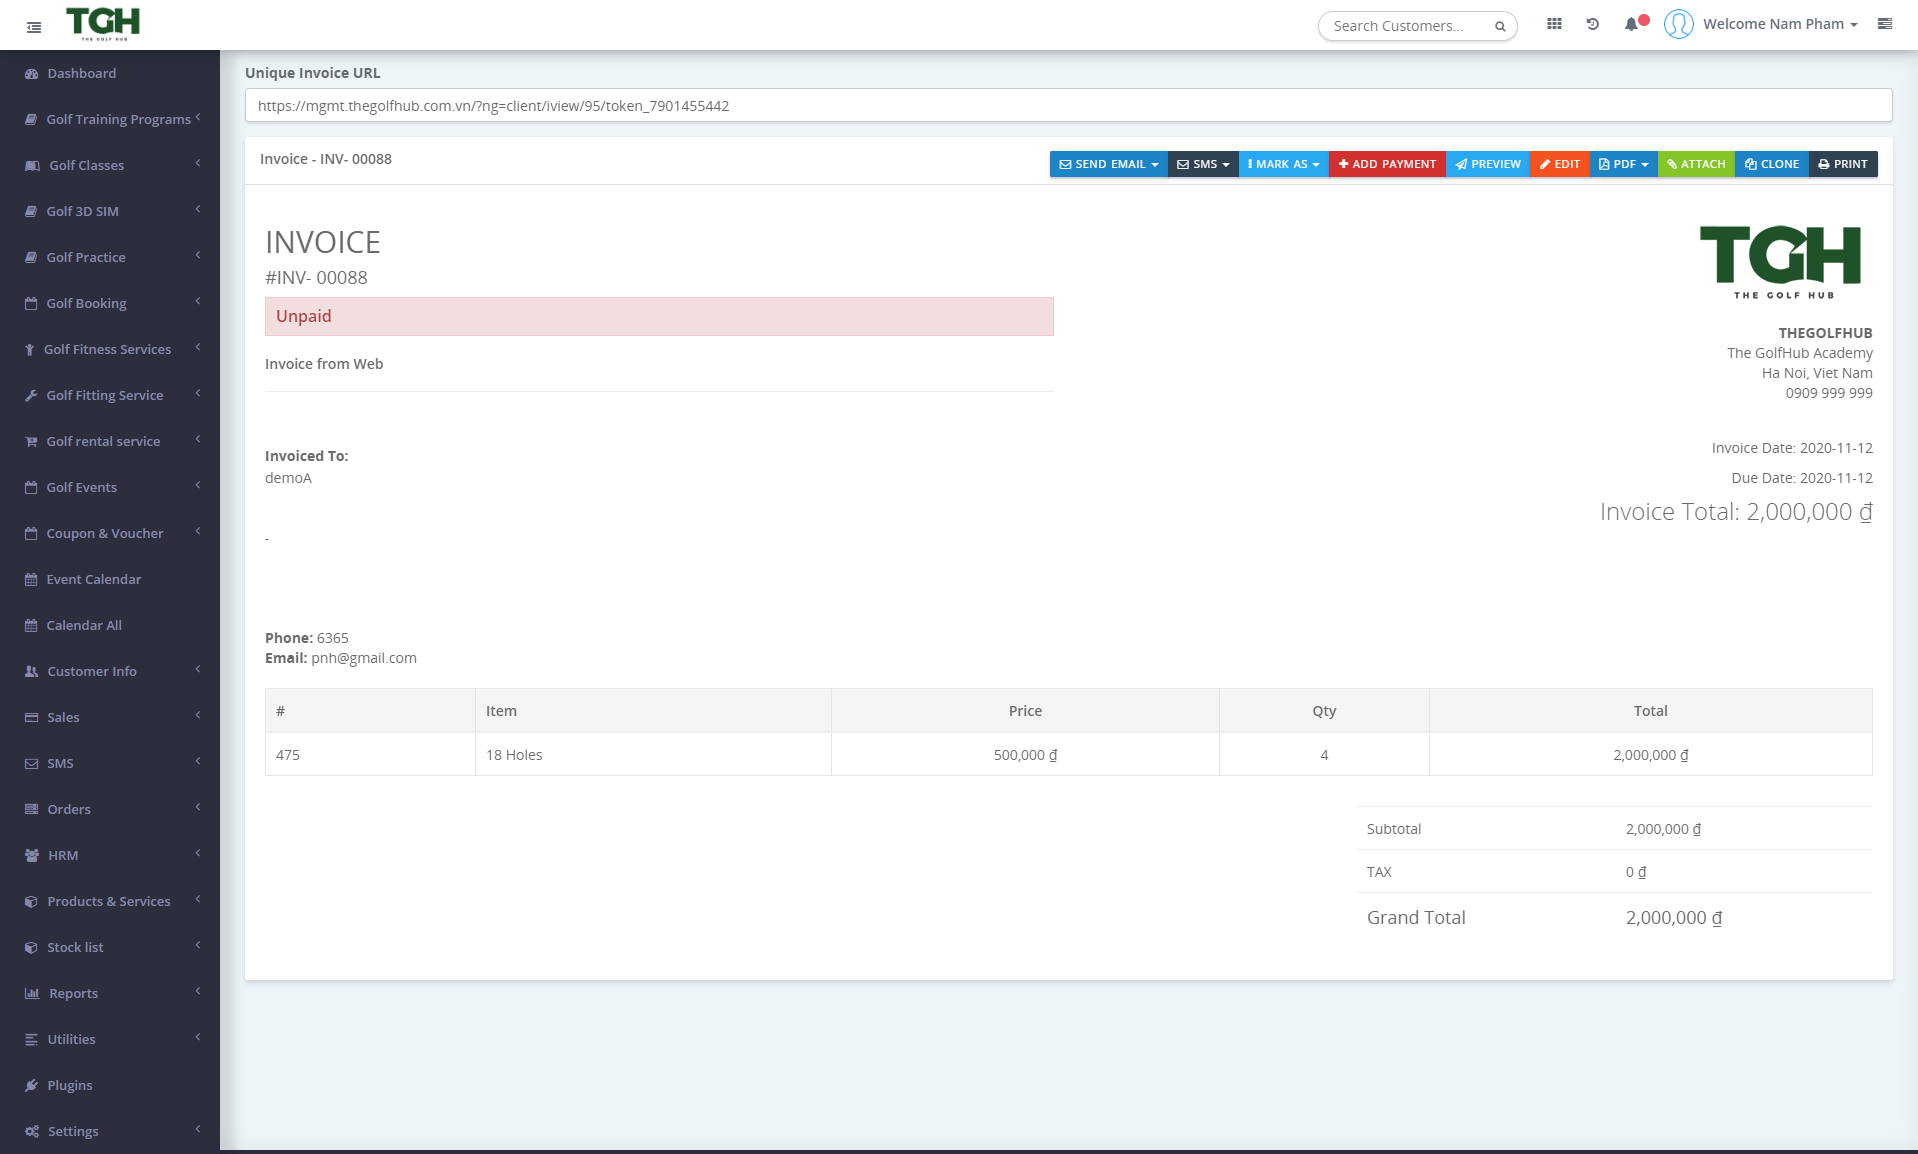 TGH
THE GOLF HUB
Search Customers...
Welcome Nam Pham
Dashboard
Golf Training Programs
Golf Classes
Golf 3D SIM
Golf Practice
Golf Booking
Golf Fitness Services
Golf Fitting Service
Golf rental service
Golf Events
Coupon & Voucher
Event Calendar
Calendar All
Customer Info
Sales
SMS
Orders
HRM
Products & Services
Stock list
Reports
Utilities
Plugins
Settings
Unique Invoice URL
https://mgmt.thegolfhub.com.vn/?ng=client/iview/95/token_7901455442
Invoice - INV- 00088
SEND EMAIL SMS MARK AS ADD PAYMENT PREVIEW EDIT PDF ATTACH CLONE PRINT
INVOICE
#INV- 00088
Unpaid
Invoice from Web
TGH
THE GOLF HUB
THEGOLFHUB
The GolfHub Academy
Ha Noi, Viet Nam
0909 999 999
Invoiced To:
demoA
-
Invoice Date: 2020-11-12
Due Date: 2020-11-12
Invoice Total: 2,000,000 ₫
Phone: 6365
Email: pnh@gmail.com
# Item Price Qty Total
475 18 Holes 500,000 ₫ 4 2,000,000 ₫
Subtotal 2,000,000 ₫
TAX 0 ₫
Grand Total 2,000,000 ₫